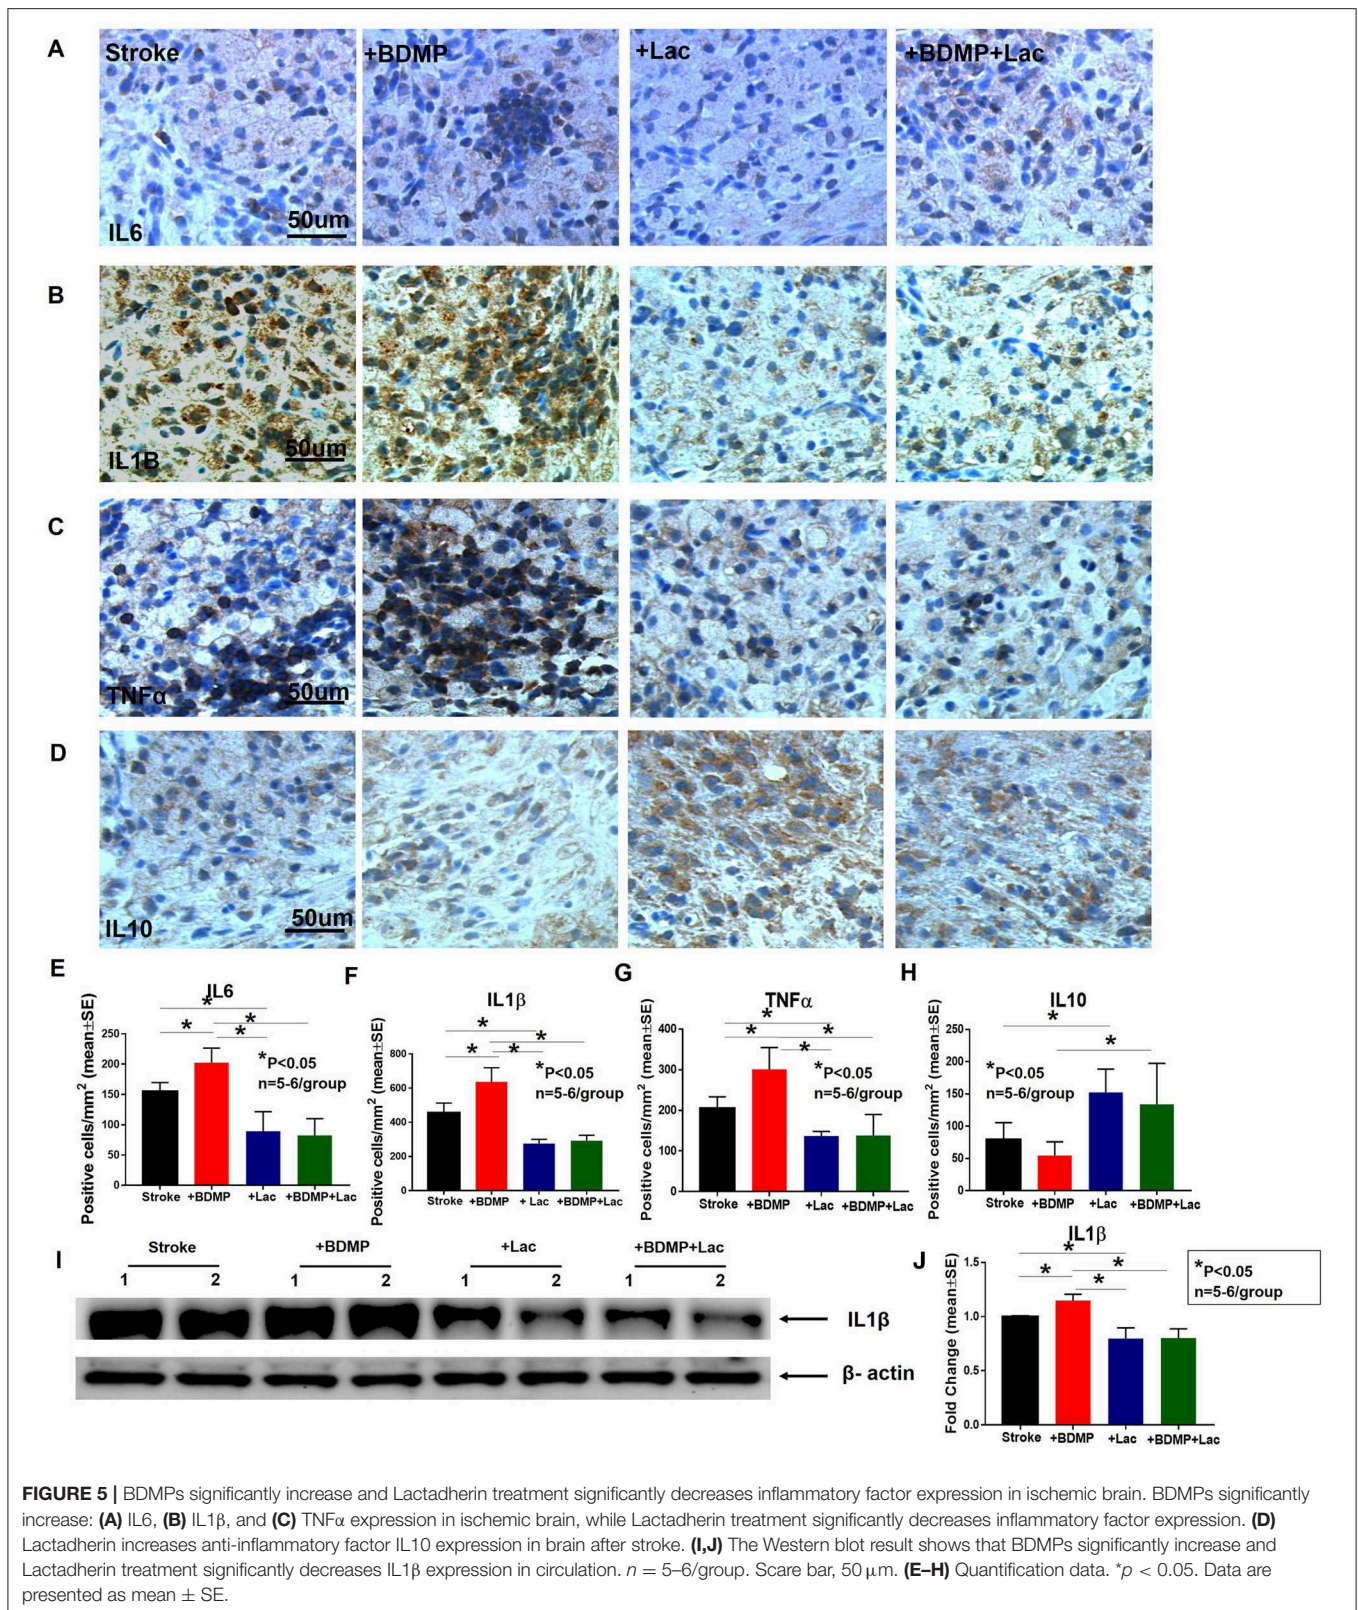 A
Stroke
+BDMP
+Lac
+BDMP+Lac
IL6
50um
B
IL1B
50um
C
TNFα
50um
D
IL10
50um
E
IL6
Positive cells/mm² (mean±SE)
250
200
150
100
50
0
*
*
*
*
*P<0.05
n=5-6/group
Stroke +BDMP +Lac +BDMP+Lac
F
IL1β
Positive cells/mm² (mean±SE)
800
600
400
200
0
*
*
*
*
*P<0.05
n=5-6/group
Stroke +BDMP + Lac +BDMP+Lac
G
TNFα
Positive cells/mm² (mean±SE)
400
300
200
100
0
*
*
*
*
*P<0.05
n=5-6/group
Stroke +BDMP +Lac +BDMP+Lac
H
IL10
Positive cells/mm² (mean±SE)
250
200
150
100
50
0
*
*
*P<0.05
n=5-6/group
Stroke +BDMP +Lac +BDMP+Lac
I
Stroke +BDMP +Lac +BDMP+Lac
1 2 1 2 1 2 1 2
IL1β
β- actin
J
IL1β
Fold Change (mean±SE)
1.5
1.0
0.5
0.0
*
*
*
*
*P<0.05
n=5-6/group
Stroke +BDMP +Lac +BDMP+Lac
FIGURE 5 | BDMPs significantly increase and Lactadherin treatment significantly decreases inflammatory factor expression in ischemic brain. BDMPs significantly
increase: (A) IL6, (B) IL1β, and (C) TNFα expression in ischemic brain, while Lactadherin treatment significantly decreases inflammatory factor expression. (D)
Lactadherin increases anti-inflammatory factor IL10 expression in brain after stroke. (I,J) The Western blot result shows that BDMPs significantly increase and
Lactadherin treatment significantly decreases IL1β expression in circulation. n = 5–6/group. Scare bar, 50 μm. (E–H) Quantification data. *p < 0.05. Data are
presented as mean ± SE.